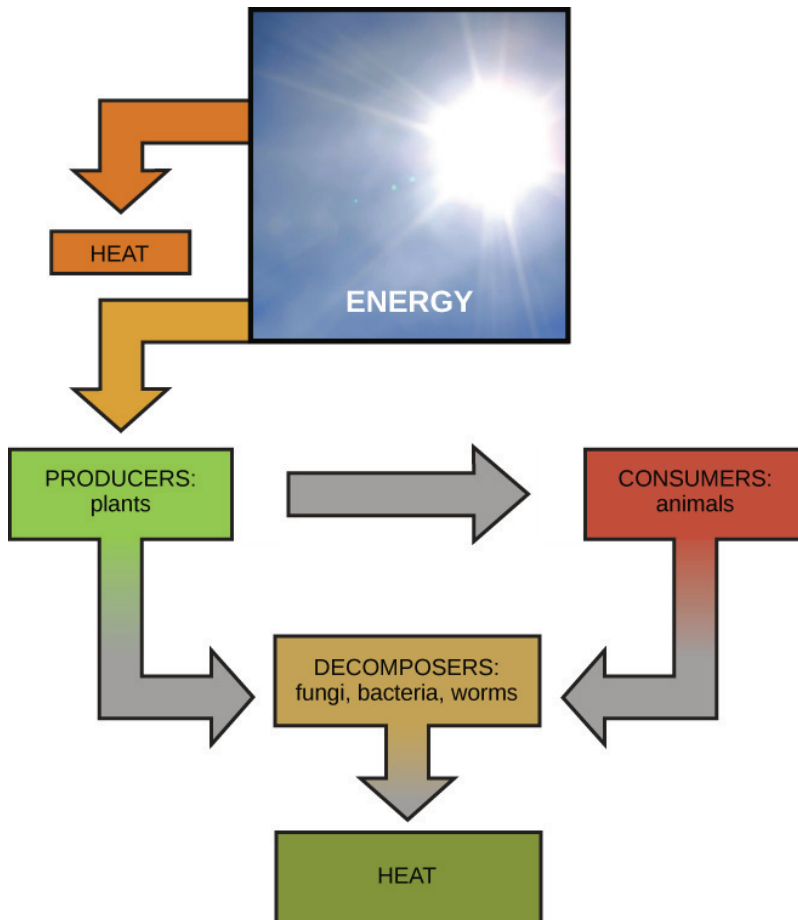 HEAT
ENERGY
PRODUCERS:
plants
CONSUMERS:
animals
DECOMPOSERS:
fungi, bacteria, worms
HEAT